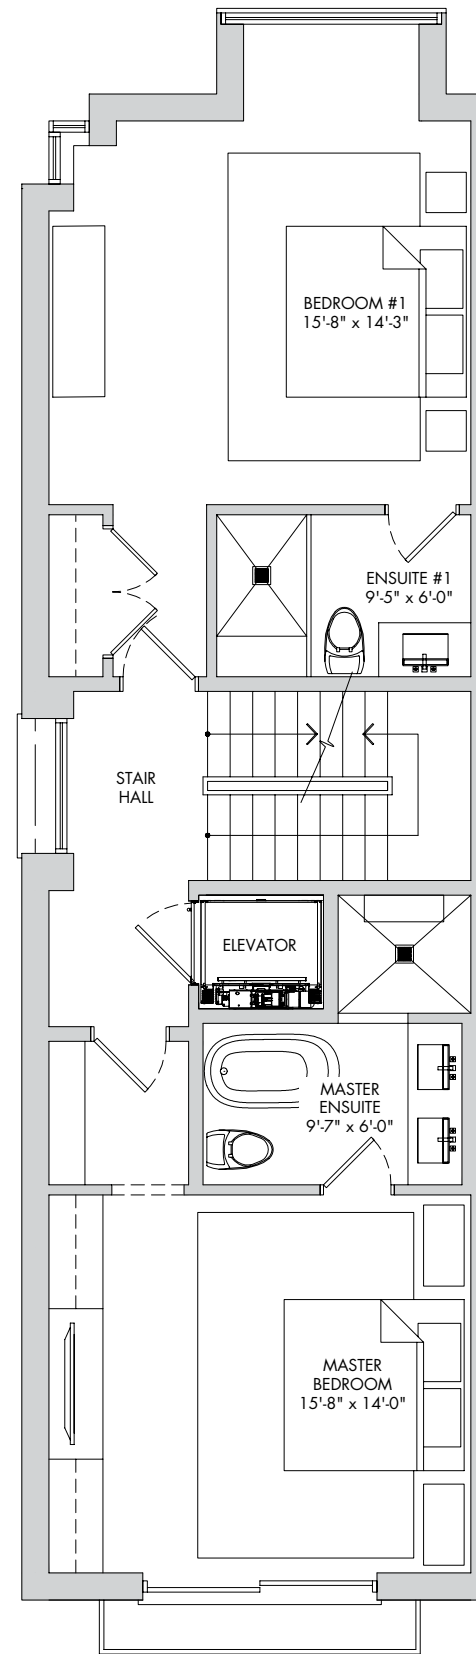 BEDROOM #1
15'-8" x 14'-3"
ENSUITE #1
9'-5" x 6'-0"
STAIR
HALL
ELEVATOR
MASTER
ENSUITE
9'-7" x 6'-0"
MASTER
BEDROOM
15'-8" x 14'-0"